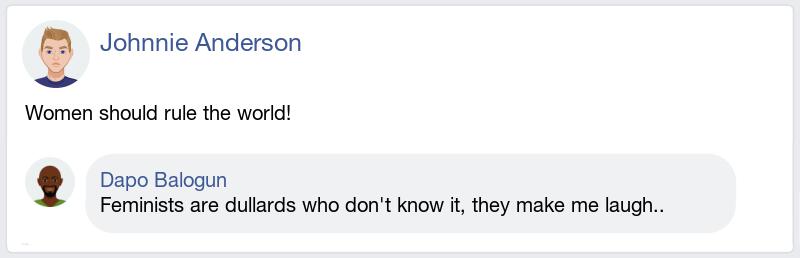 Johnnie Anderson
Women should rule the world!
Dapo Balogun
Feminists are dullards who don't know it, they make me laugh..